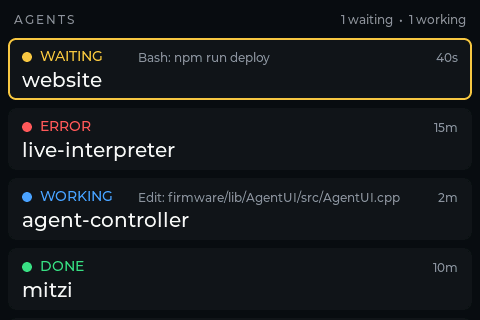 AGENTS 1 waiting • 1 working
WAITING Bash: npm run deploy 40s
website
ERROR 15m
live-interpreter
WORKING Edit: firmware/lib/AgentUI/src/AgentUI.cpp 2m
agent-controller
DONE 10m
mitzi